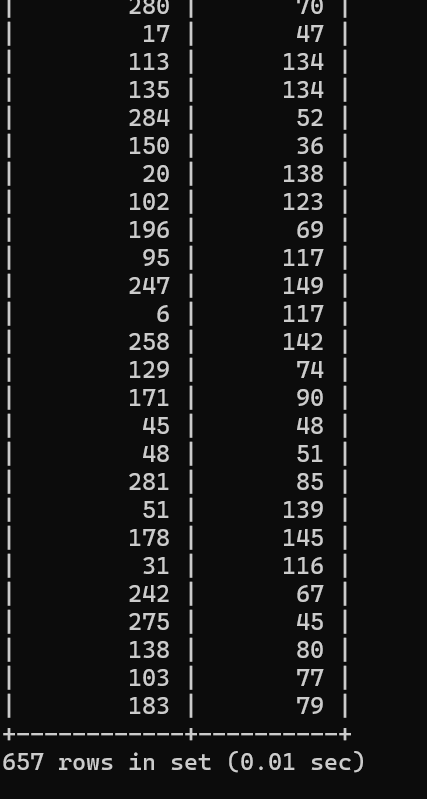 | 280 | 70 |
| 17 | 47 |
| 113 | 134 |
| 135 | 134 |
| 284 | 52 |
| 150 | 36 |
| 20 | 138 |
| 102 | 123 |
| 196 | 69 |
| 95 | 117 |
| 247 | 149 |
| 6 | 117 |
| 258 | 142 |
| 129 | 74 |
| 171 | 90 |
| 45 | 48 |
| 48 | 51 |
| 281 | 85 |
| 51 | 139 |
| 178 | 145 |
| 31 | 116 |
| 242 | 67 |
| 275 | 45 |
| 138 | 80 |
| 103 | 77 |
| 183 | 79 |
+------------+----------+
657 rows in set (0.01 sec)